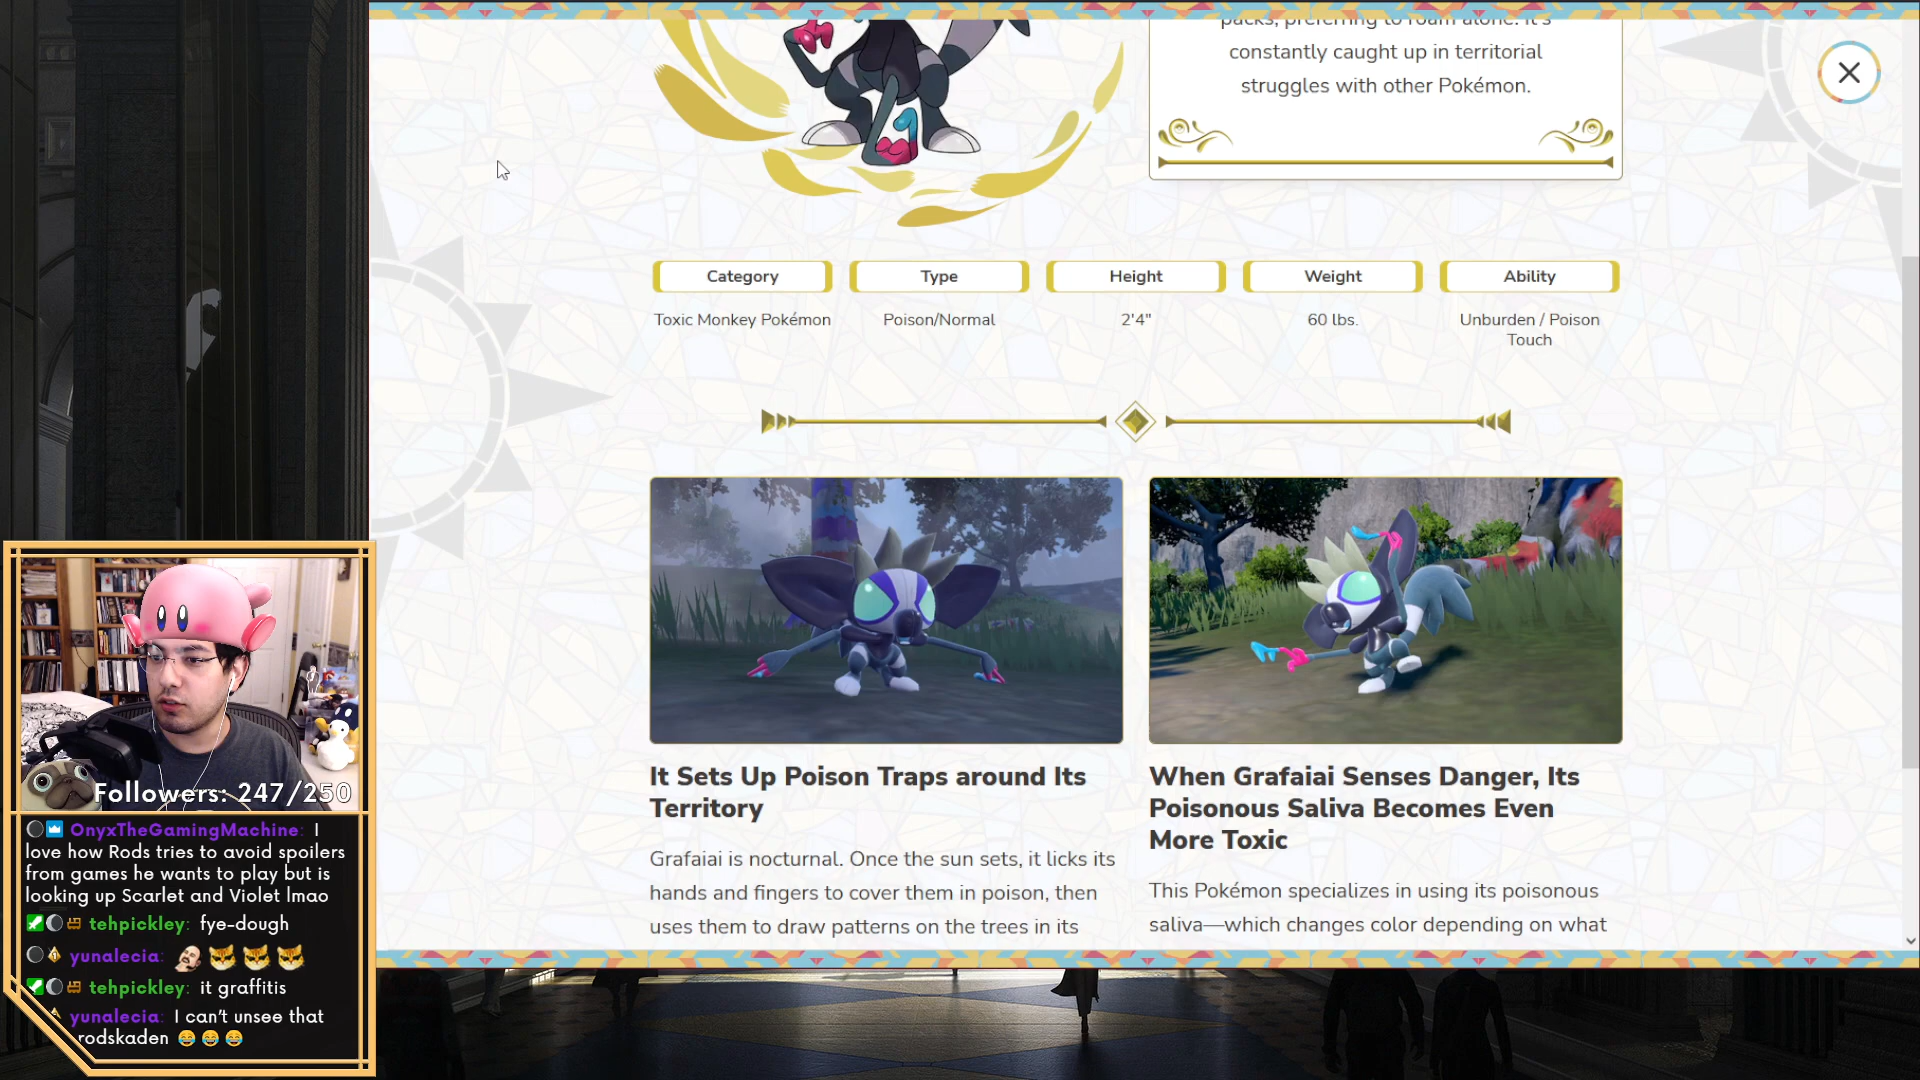 packs, preferring to roam alone. It's
constantly caught up in territorial
struggles with other Pokémon.
Category
Type
Height
Weight
Ability
Toxic Monkey Pokémon
Poison/Normal
2'4"
60 lbs.
Unburden / Poison
Touch
It Sets Up Poison Traps around Its
Territory
Grafaiai is nocturnal. Once the sun sets, it licks its
hands and fingers to cover them in poison, then
uses them to draw patterns on the trees in its
When Grafaiai Senses Danger, Its
Poisonous Saliva Becomes Even
More Toxic
This Pokémon specializes in using its poisonous
saliva—which changes color depending on what
Followers: 247/250
OnyxTheGamingMachine: I
love how Rods tries to avoid spoilers
from games he wants to play but is
looking up Scarlet and Violet lmao
tehpickley: fye-dough
yunalecia:
tehpickley: it graffitis
yunalecia: I can't unsee that
rodskaden 😂 😂 😂